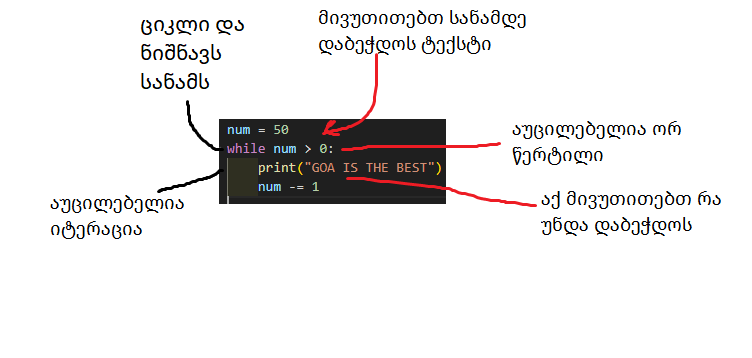 ციკლი და
ნიშნავს
სანამს
მივუთითებთ სანამდე
დაბეჭდოს ტექსტი
num = 50
while num > 0:
print("GOA IS THE BEST")
num -= 1
აუცილებელია ორ
წერტილი
აუცილებელია
იტერაცია
აქ მივუთითებთ რა
უნდა დაბეჭდოს